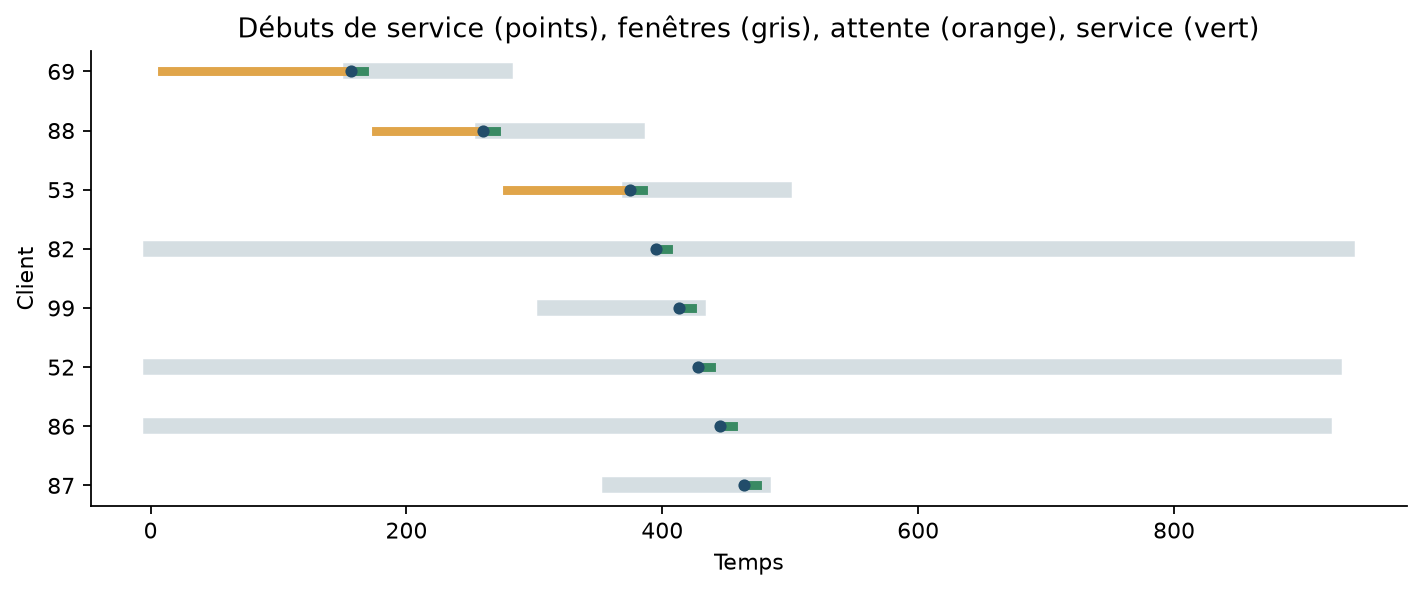 Débuts de service (points), fenêtres (gris), attente (orange), service (vert)
Client
69
88
53
82
99
52
86
87
0 200 400 600 800
Temps